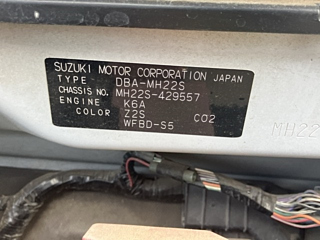 SUZUKI MOTOR CORPORATION JAPAN
TYPE DBA-MH22S
CHASSIS NO. MH22S-429557
ENGINE K6A
COLOR Z2S C02
WFBD-S5
MH22